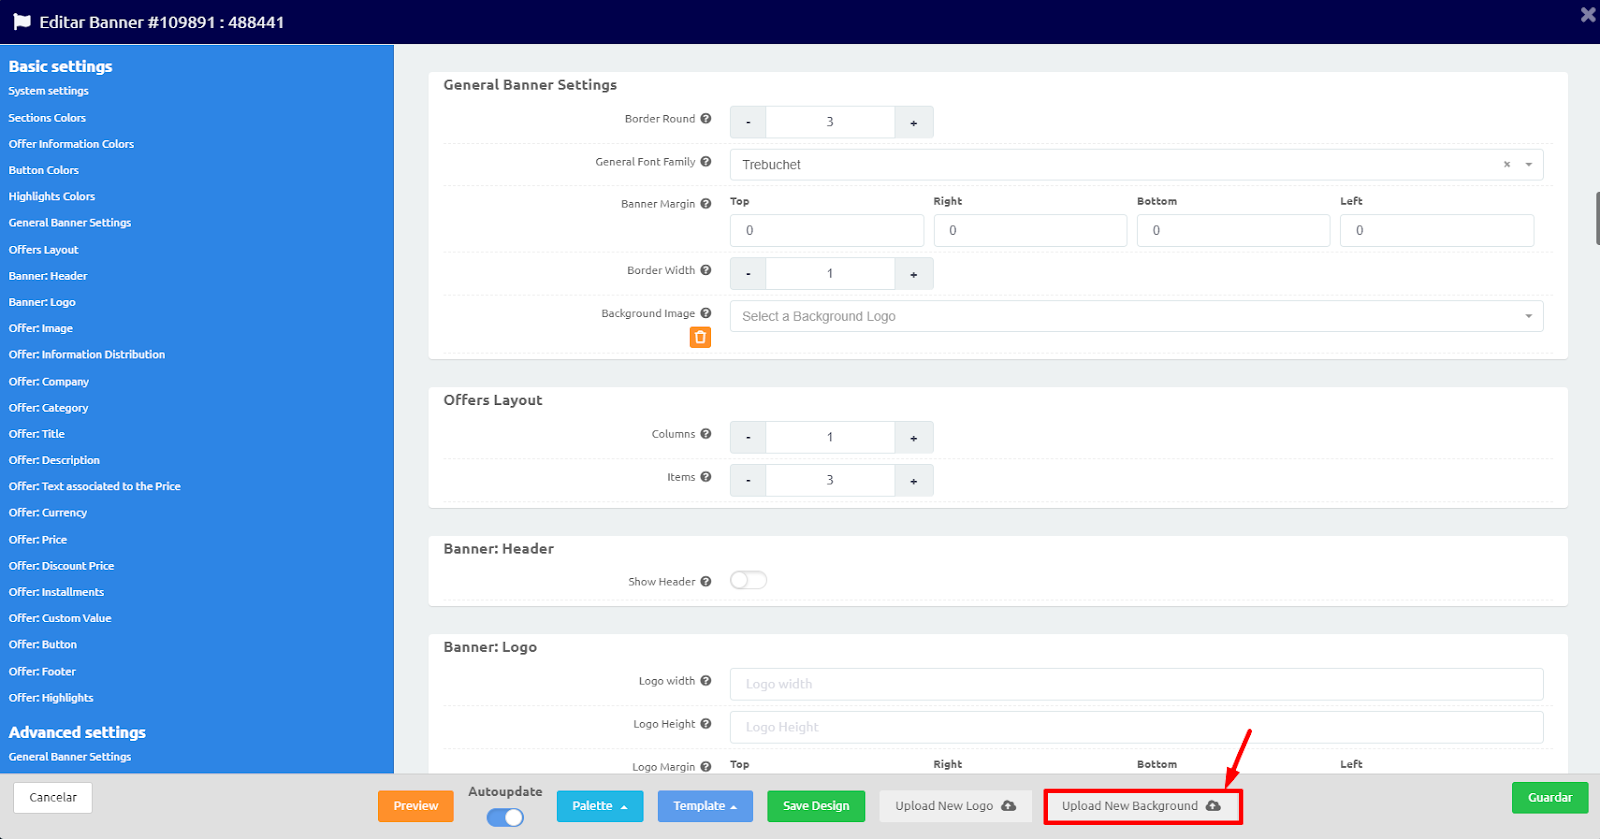 Editar Banner #109891 : 488441
Basic settings
System settings
Sections Colors
Offer Information Colors
Button Colors
Highlights Colors
General Banner Settings
Offers Layout
Banner: Header
Banner: Logo
Offer: Image
Offer: Information Distribution
Offer: Company
Offer: Category
Offer: Title
Offer: Description
Offer: Text associated to the Price
Offer: Currency
Offer: Price
Offer: Discount Price
Offer: Installments
Offer: Custom Value
Offer: Button
Offer: Footer
Offer: Highlights
Advanced settings
General Banner Settings
General Banner Settings
Border Round - 3 +
General Font Family Trebuchet
Banner Margin Top Right Bottom Left
0 0 0 0
Border Width - 1 +
Background Image Select a Background Logo
Offers Layout
Columns - 1 +
Items - 3 +
Banner: Header
Show Header
Banner: Logo
Logo width Logo width
Logo Height Logo Height
Logo Margin Top Right Bottom Left
Cancelar Preview Autoupdate Palette Template Save Design Upload New Logo Upload New Background Guardar